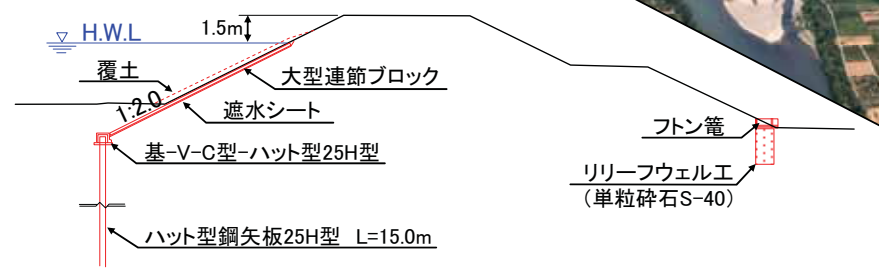 1.5m
H.W.L
覆土
大型連節ブロック
1:2.0
遮水シート
基-V-C型-ハット型25H型
フトン篭
リリーフウェル工
（単粒砕石S-40）
ハット型鋼矢板25H型 L=15.0m